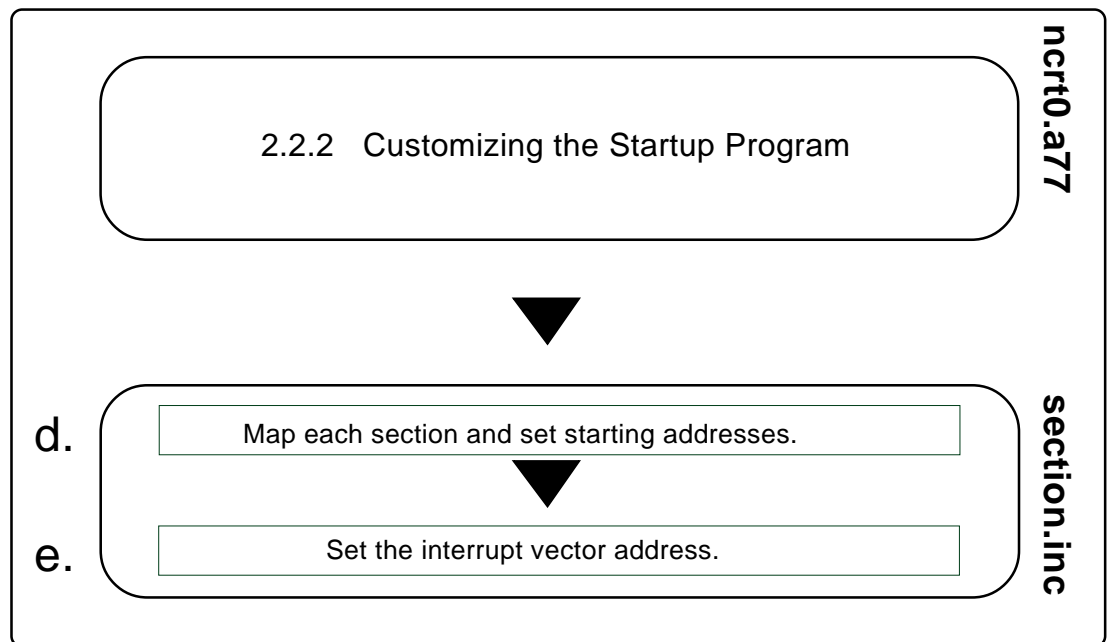 2.2.2 Customizing the Startup Program
ncrt0.a77
d.
Map each section and set starting addresses.
e.
Set the interrupt vector address.
section.inc